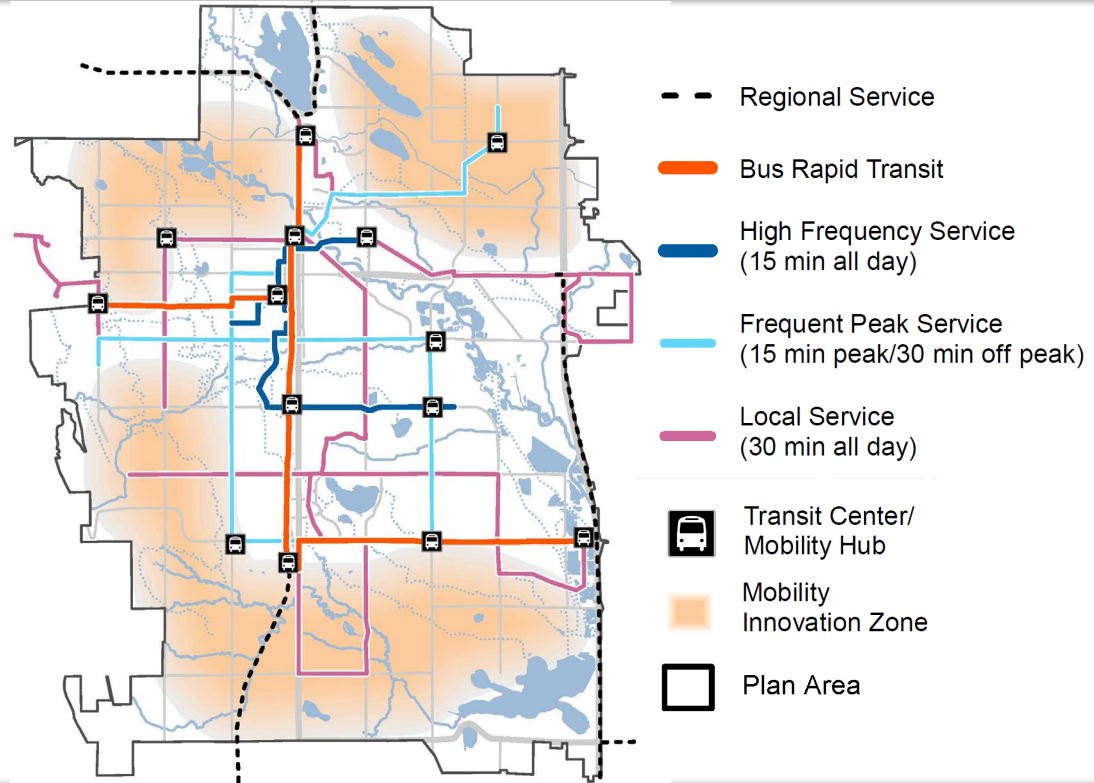 Regional Service
Bus Rapid Transit
High Frequency Service
(15 min all day)
Frequent Peak Service
(15 min peak/30 min off peak)
Local Service
(30 min all day)
Transit Center/
Mobility Hub
Mobility
Innovation Zone
Plan Area